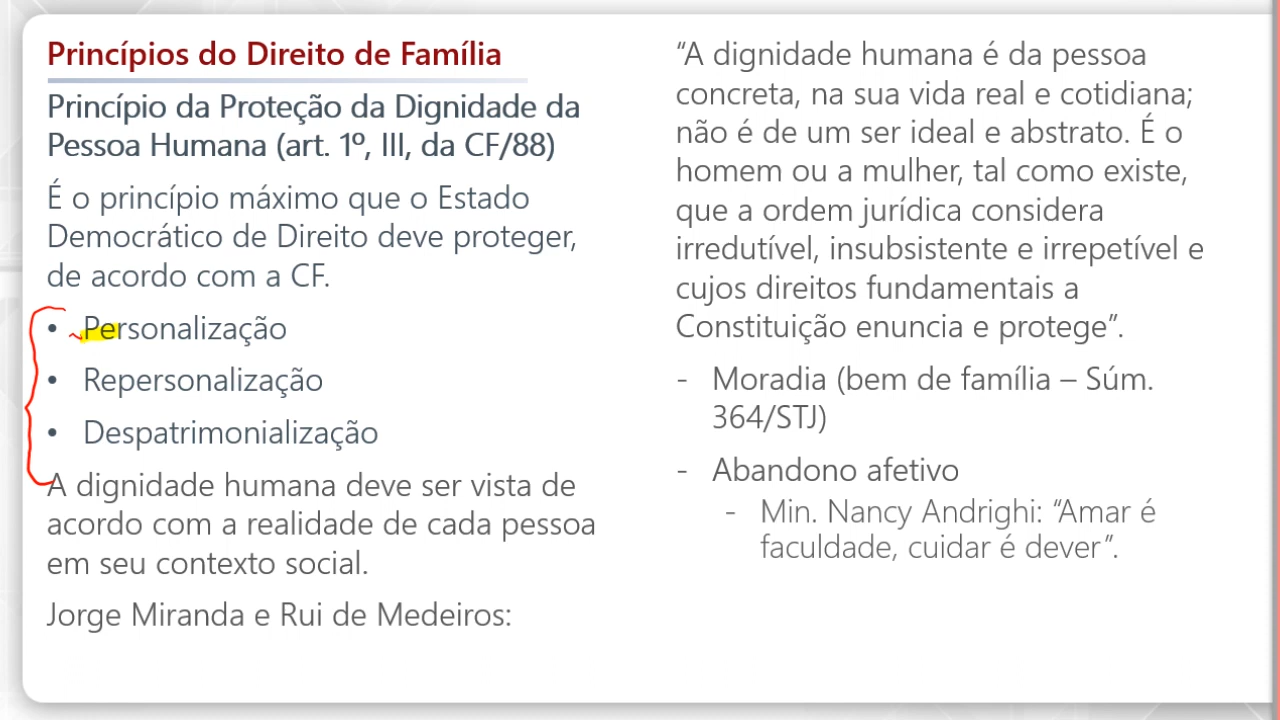 Princípios do Direito de Família
Princípio da Proteção da Dignidade da
Pessoa Humana (art. 1º, III, da CF/88)
É o princípio máximo que o Estado
Democrático de Direito deve proteger,
de acordo com a CF.
• Personalização
• Repersonalização
• Despatrimonialização
A dignidade humana deve ser vista de
acordo com a realidade de cada pessoa
em seu contexto social.
Jorge Miranda e Rui de Medeiros:
“A dignidade humana é da pessoa
concreta, na sua vida real e cotidiana;
não é de um ser ideal e abstrato. É o
homem ou a mulher, tal como existe,
que a ordem jurídica considera
irredutível, insubsistente e irrepetível e
cujos direitos fundamentais a
Constituição enuncia e protege”.
- Moradia (bem de família – Súm.
364/STJ)
- Abandono afetivo
- Min. Nancy Andrighi: “Amar é
faculdade, cuidar é dever”.